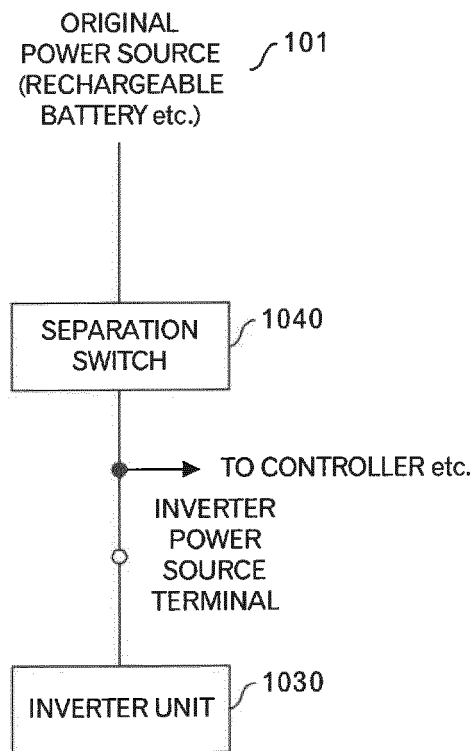 ORIGINAL
POWER SOURCE
(RECHARGEABLE
BATTERY etc.)
101
SEPARATION
SWITCH
1040
TO CONTROLLER etc.
INVERTER
POWER
SOURCE
TERMINAL
INVERTER UNIT
1030